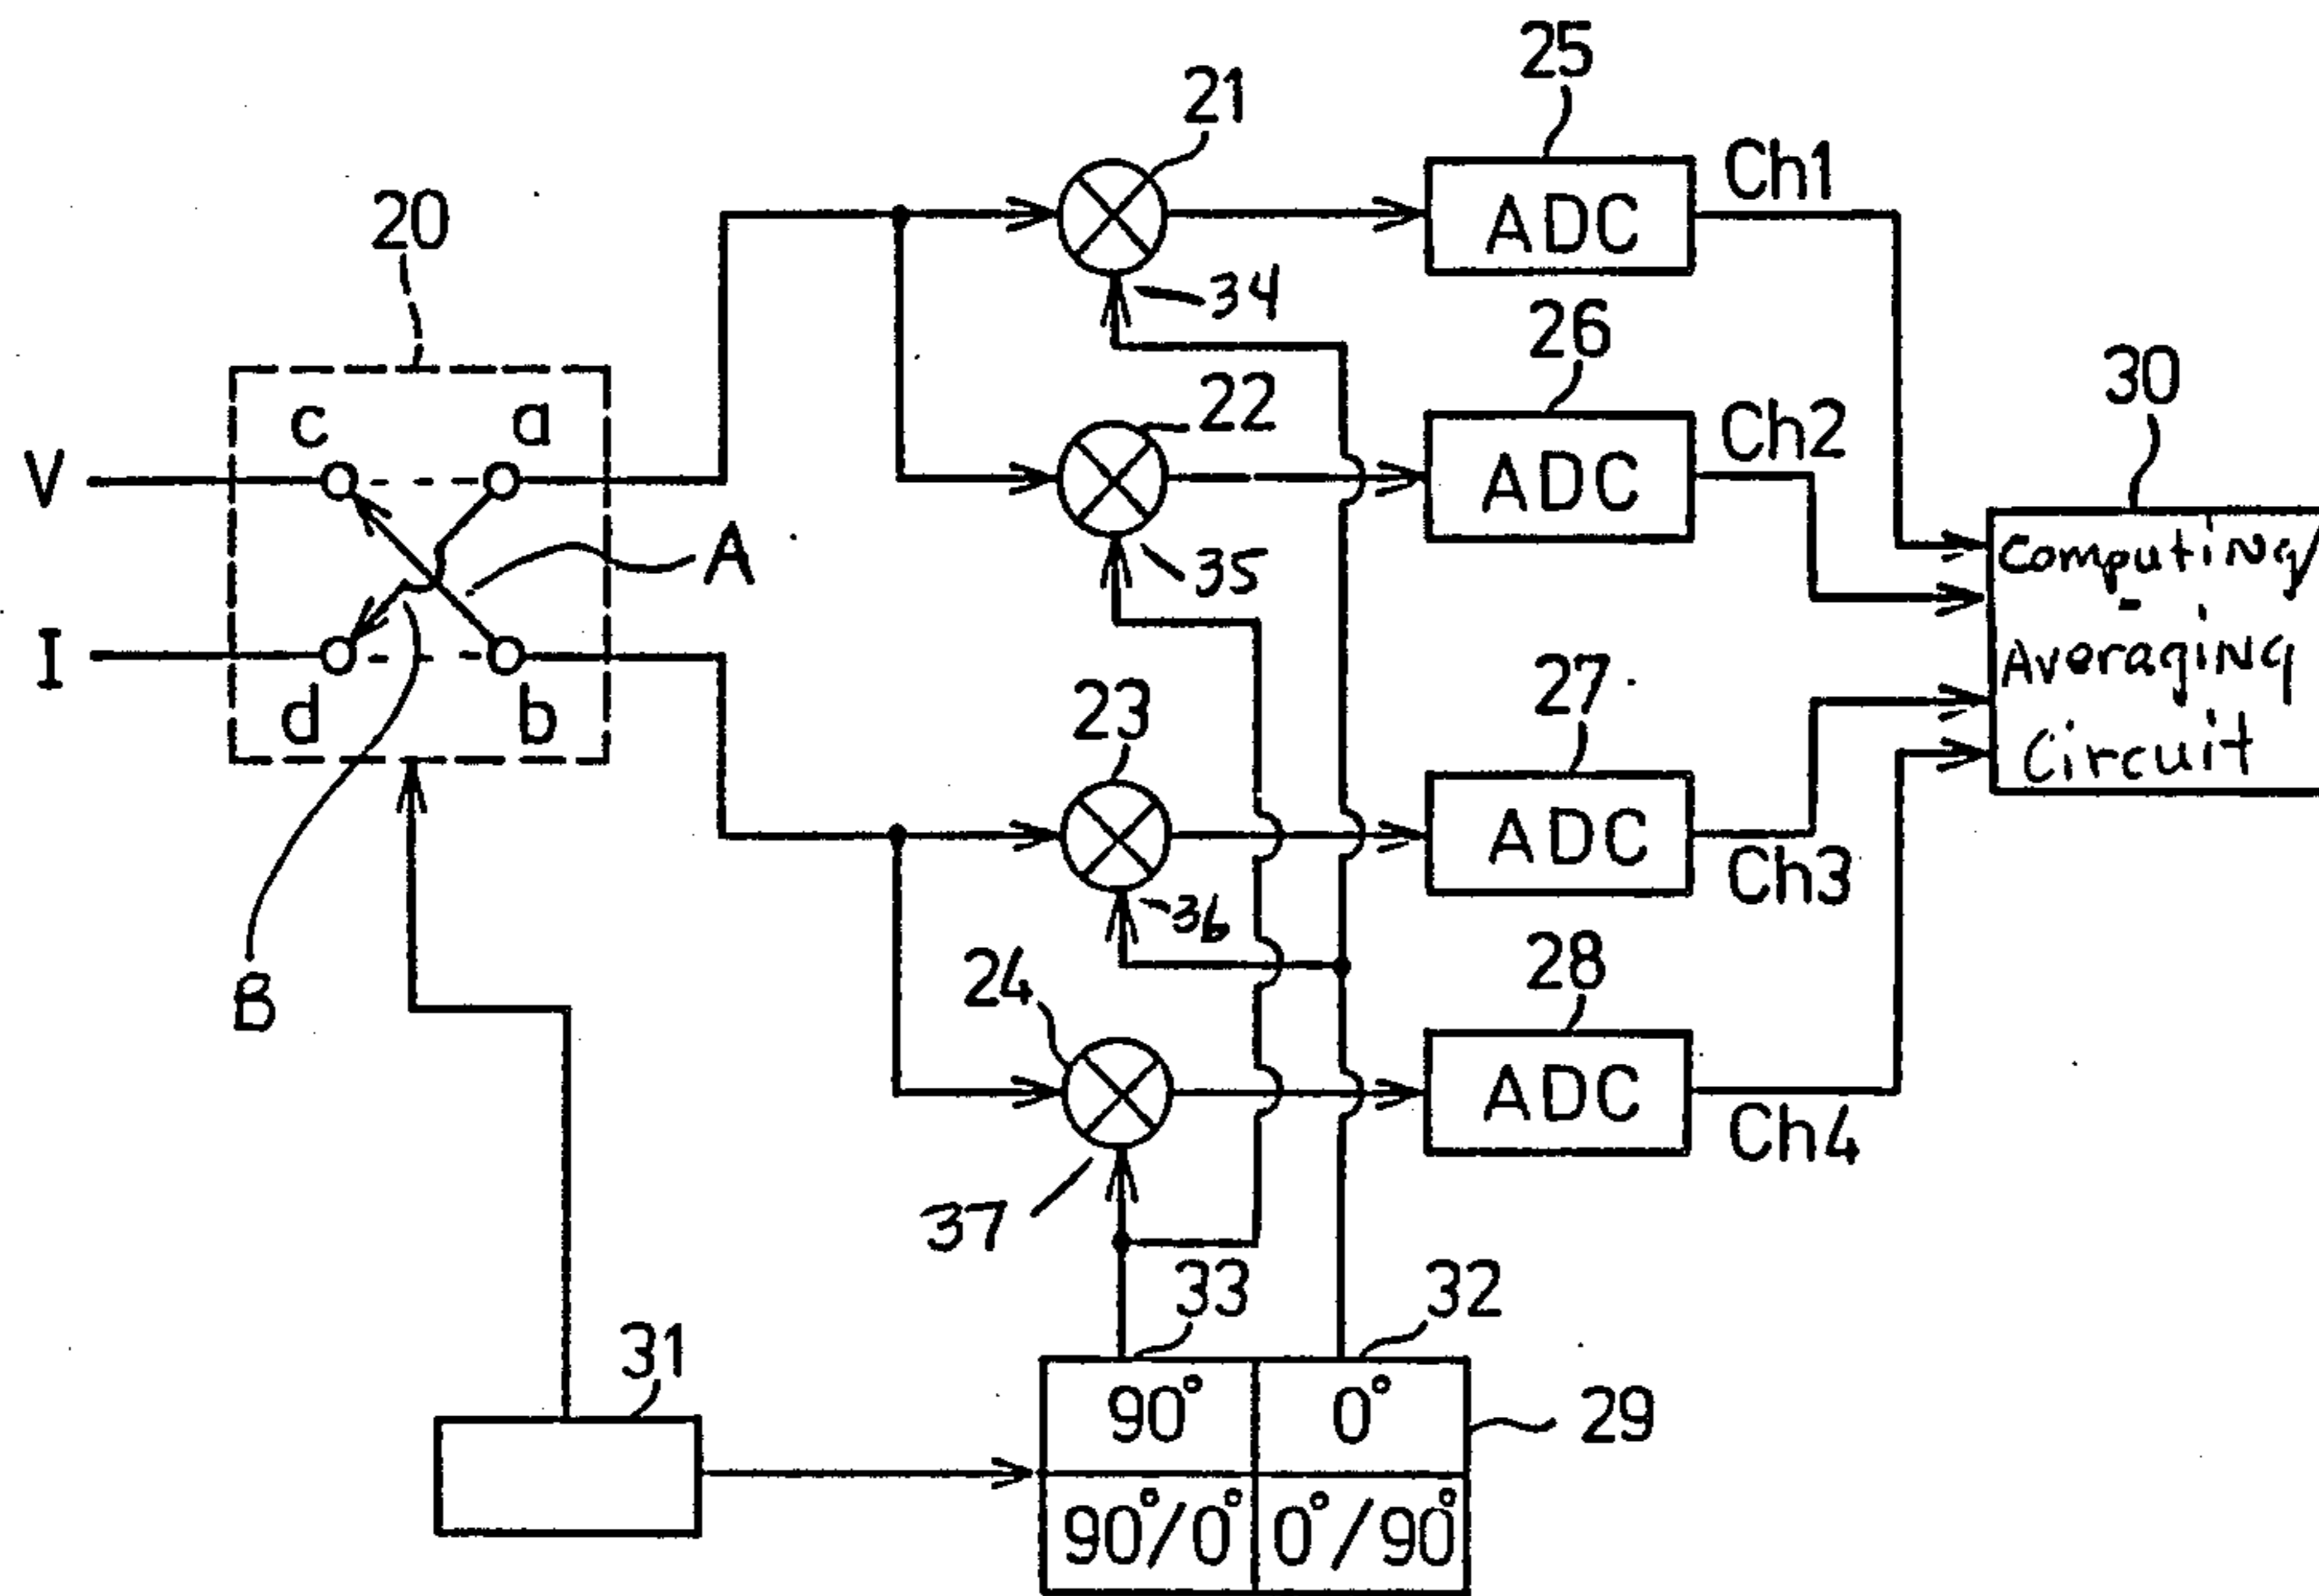 25
21
Ch1
20
ADC
34
26
22
30
c
a
Ch2
V
ADC
Computing/
35
A
Averaging
I
27
23
d
b
Circuit
ADC
Ch3
36
28
24
B
ADC
Ch4
37
33
32
31
90°
0°
29
90°/0°
0°/90°